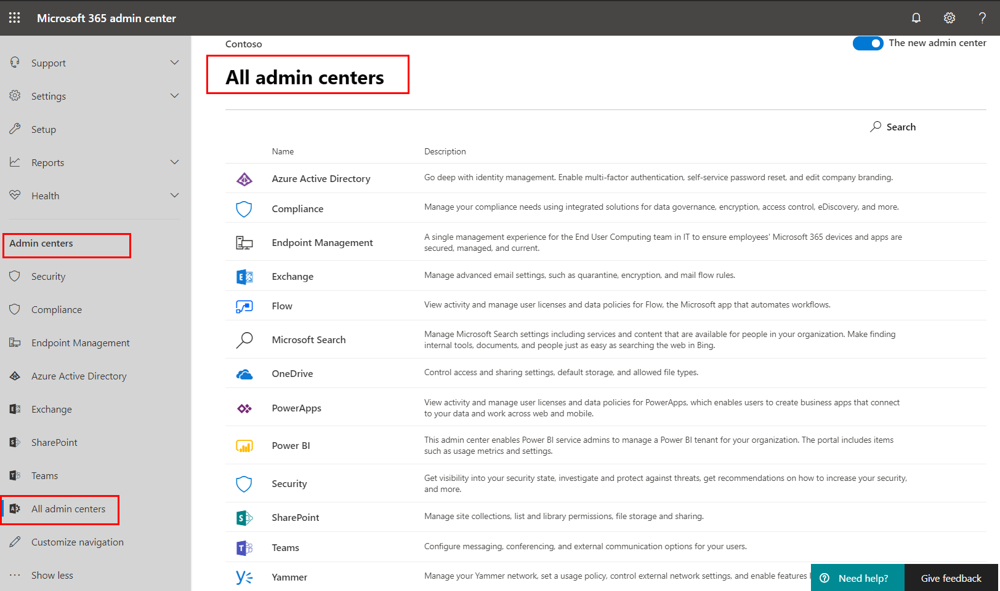 Microsoft 365 admin center
Support
Settings
Setup
Reports
Health
Admin centers
Security
Compliance
Endpoint Management
Azure Active Directory
Exchange
SharePoint
Teams
All admin centers
Customize navigation
Show less
Contoso
The new admin center
All admin centers
Search
Name Description
Azure Active Directory Go deep with identity management. Enable multi-factor authentication, self-service password reset, and edit company branding.
Compliance Manage your compliance needs using integrated solutions for data governance, encryption, access control, eDiscovery, and more.
Endpoint Management A single management experience for the End User Computing team in IT to ensure employees' Microsoft 365 devices and apps are
secured, managed, and current.
Exchange Manage advanced email settings, such as quarantine, encryption, and mail flow rules.
Flow View activity and manage user licenses and data policies for Flow, the Microsoft app that automates workflows.
Microsoft Search Manage Microsoft Search settings including services and content that are available for people in your organization. Make finding
internal tools, documents, and people just as easy as searching the web in Bing.
OneDrive Control access and sharing settings, default storage, and allowed file types.
PowerApps View activity and manage user licenses and data policies for PowerApps, which enables users to create business apps that connect
to your data and work across web and mobile.
Power BI This admin center enables Power BI service admins to manage a Power BI tenant for your organization. The portal includes items
such as usage metrics and settings.
Security Get visibility into your security state, investigate and protect against threats, get recommendations on how to increase your security,
and more.
SharePoint Manage site collections, list and library permissions, file storage and sharing.
Teams Configure messaging, conferencing, and external communication options for your users.
Yammer Manage your Yammer network, set a usage policy, control external network settings, and enable features
Need help?
Give feedback